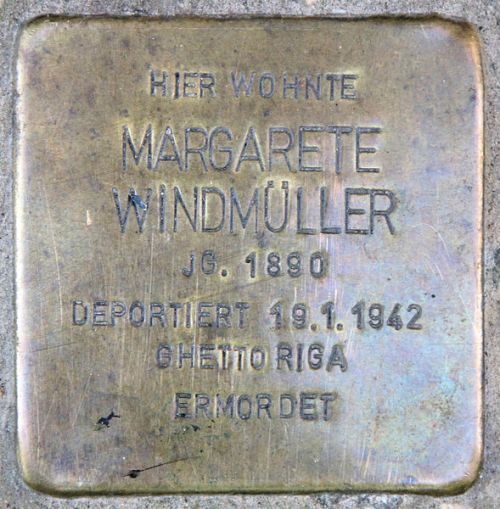 HIER WOHNTE
MARGARETE
WINDMÜLLER
JG. 1890
DEPORTIERT 19.1.1942
GHETTO RIGA
ERMORDET